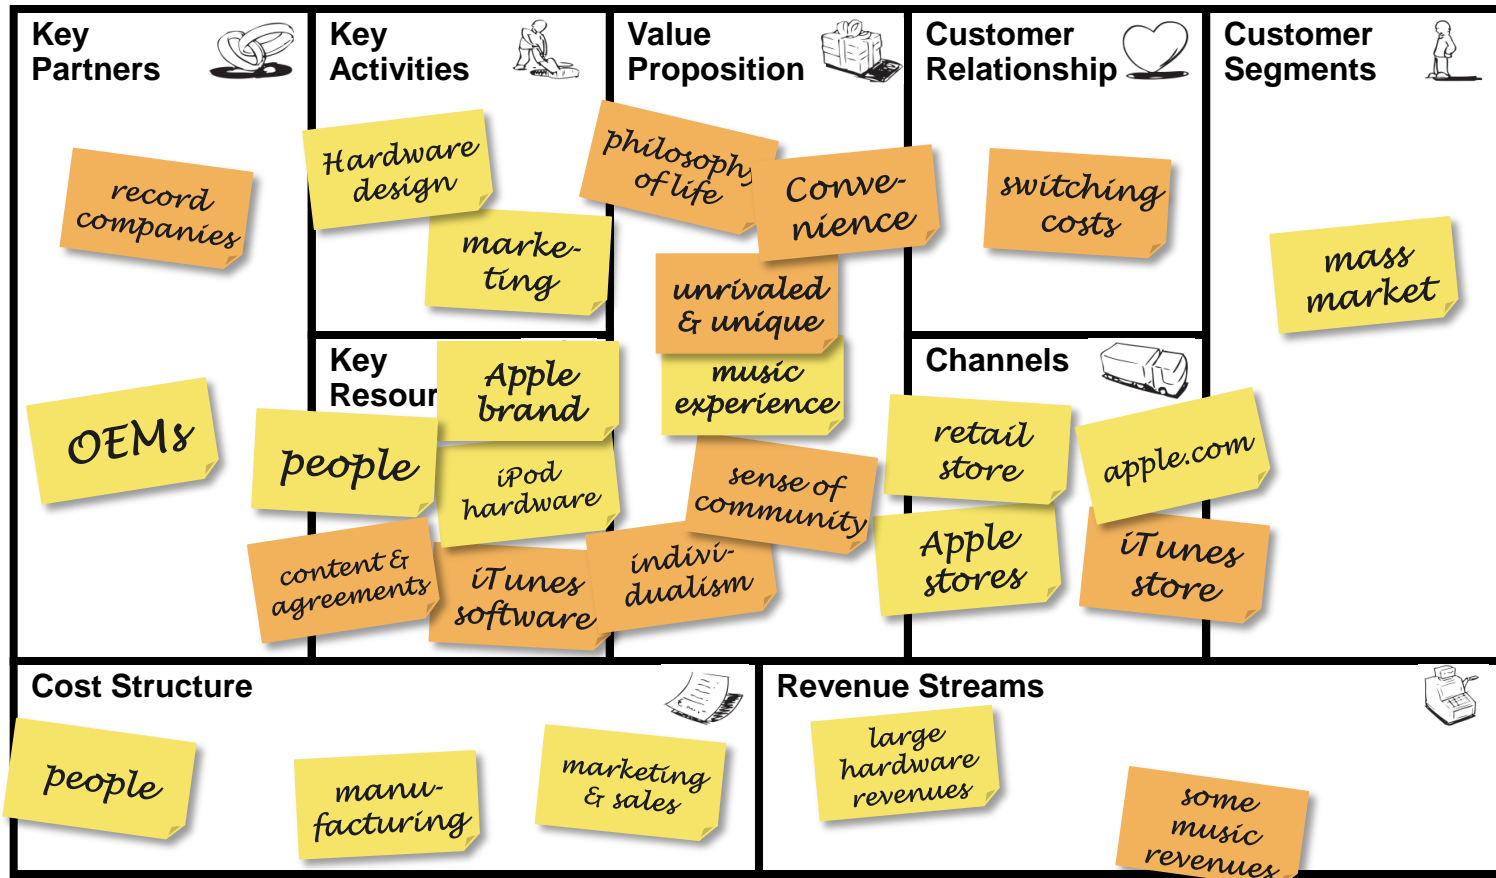 Key
Partners
record
companies
OEMs
Key
Activities
Hardware
design
marke-
ting
Key
Resour
Apple
brand
people
iPod
hardware
content &
agreements
iTunes
software
Value
Proposition
philosophy
of life
Conve-
nience
unrivaled
& unique
music
experience
sense of
community
indivi-
dualism
Customer
Relationship
switching
costs
Channels
retail
store
apple.com
Apple
stores
iTunes
store
Customer
Segments
mass
market
Cost Structure
people
manu-
facturing
marketing
& sales
Revenue Streams
large
hardware
revenues
some
music
revenues